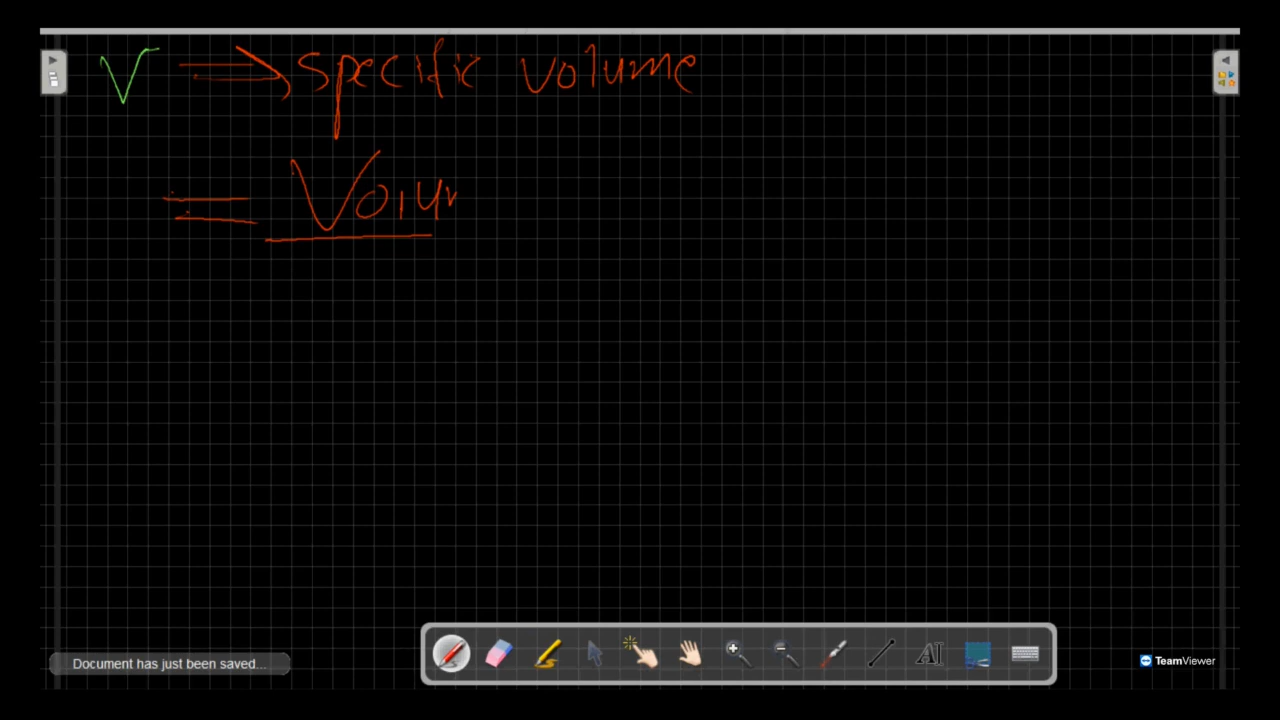 V ⇒ specific volume
= Volu
Document has just been saved...
TeamViewer